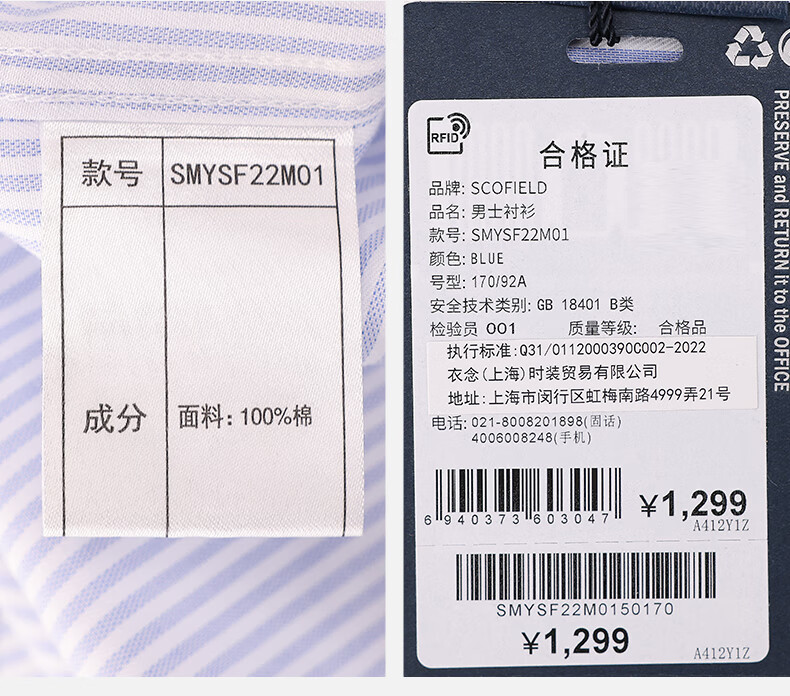 款号 SMYSF22M01
成分 面料: 100%棉
RFID
合格证
品牌: SCOFIELD
品名: 男士衬衫
款号: SMYSF22M01
颜色: BLUE
号型: 170/92A
安全技术类别: GB 18401 B类
检验员 001 质量等级: 合格品
执行标准: Q31/0112000390C002-2022
衣念(上海)时装贸易有限公司
地址: 上海市闵行区虹梅南路4999弄21号
电话: 021-8008201898(固话)
4006008248(手机)
6 940373 603047
¥1,299
A412Y1Z
SMYSF22M0150170
¥1,299
A412Y1Z
PRESERVE and RETURN it to the OFFICE